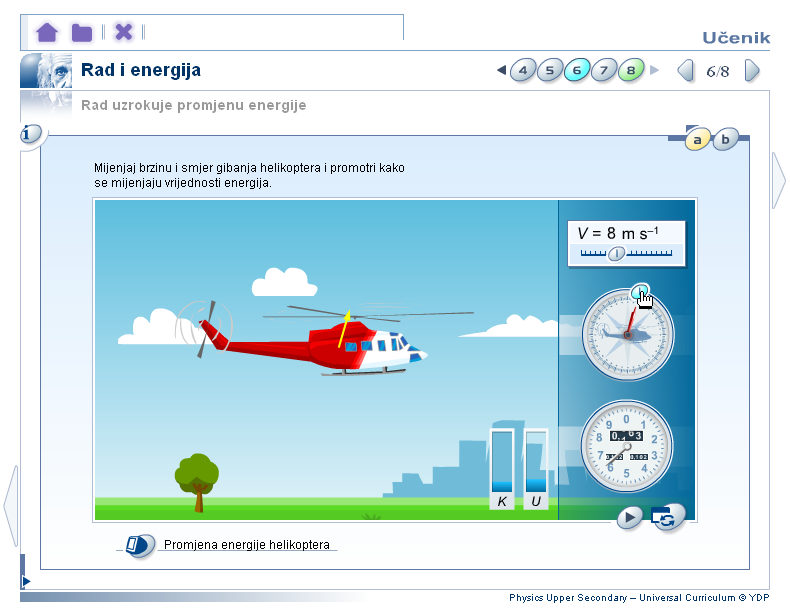 Učenik
Rad i energija
4 5 6 7 8
6/8
Rad uzrokuje promjenu energije
i
a b
Mijenjaj brzinu i smjer gibanja helikoptera i promotri kako
se mijenjaju vrijednosti energija.
V = 8 m s⁻¹
0 1 2 3 4 5 6 7 8 9
K U
Promjena energije helikoptera
Physics Upper Secondary – Universal Curriculum © YDP